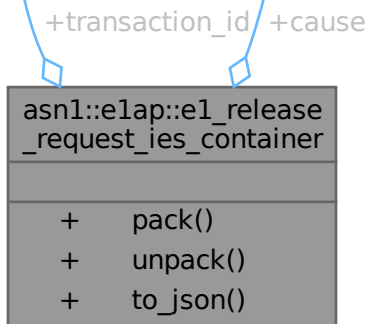 +transaction_id +cause
asn1::e1ap::e1_release
_request_ies_container
+ pack()
+ unpack()
+ to_json()